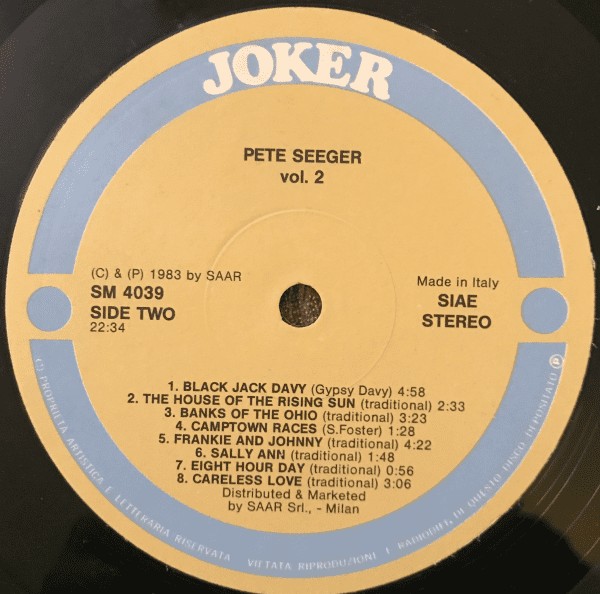 JOKER
PETE SEEGER
vol. 2
(C) & (P) 1983 by SAAR
SM 4039
SIDE TWO
22:34
Made in Italy
SIAE
STEREO
1. BLACK JACK DAVY (Gypsy Davy) 4:58
2. THE HOUSE OF THE RISING SUN (traditional) 2:33
3. BANKS OF THE OHIO (traditional) 3:23
4. CAMPTOWN RACES (S.Foster) 1:28
5. FRANKIE AND JOHNNY (traditional) 4:22
6. SALLY ANN (traditional) 1:48
7. EIGHT HOUR DAY (traditional) 0:56
8. CARELESS LOVE (traditional) 3:06
Distributed & Marketed
by SAAR Srl., - Milan
PROPRIETA ARTISTICA E LETTERARIA RISERVATA VIETATA RIPRODUZIONE E RADIODIFF. DI QUESTO DISCO DEPOSITATO Ⓟ